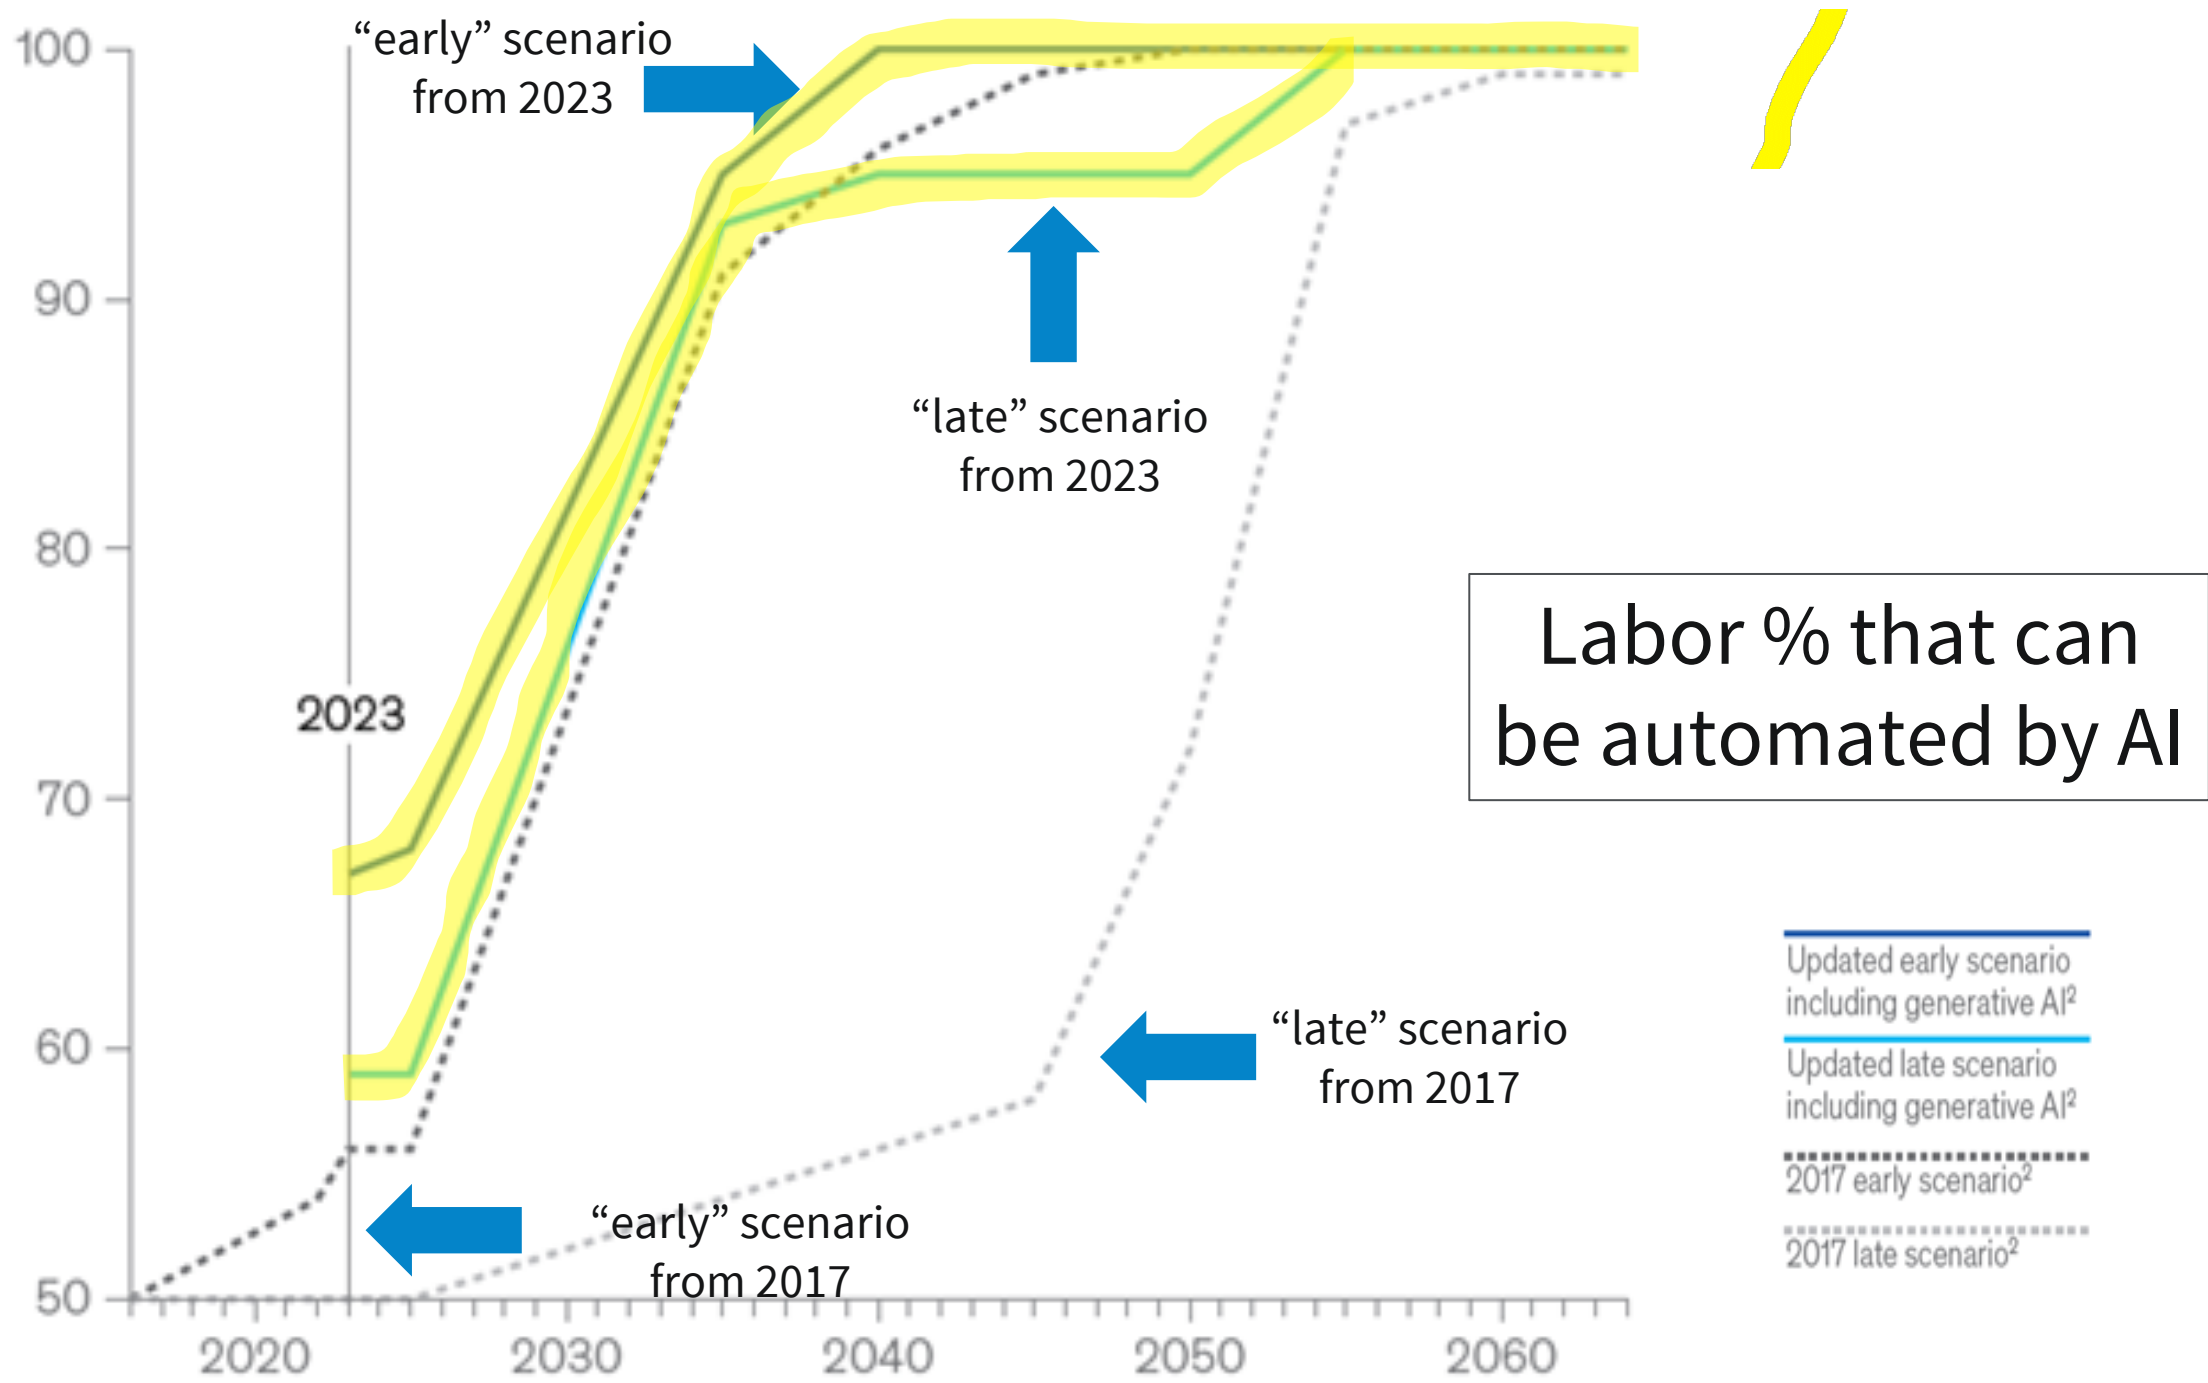 100
“early” scenario
from 2023
90
“late” scenario
from 2023
80
Labor % that can
be automated by AI
2023
70
Updated early scenario
including generative AI²
60
“late” scenario
from 2017
Updated late scenario
including generative AI²
2017 early scenario²
“early” scenario
from 2017
2017 late scenario²
50
2020 2030 2040 2050 2060